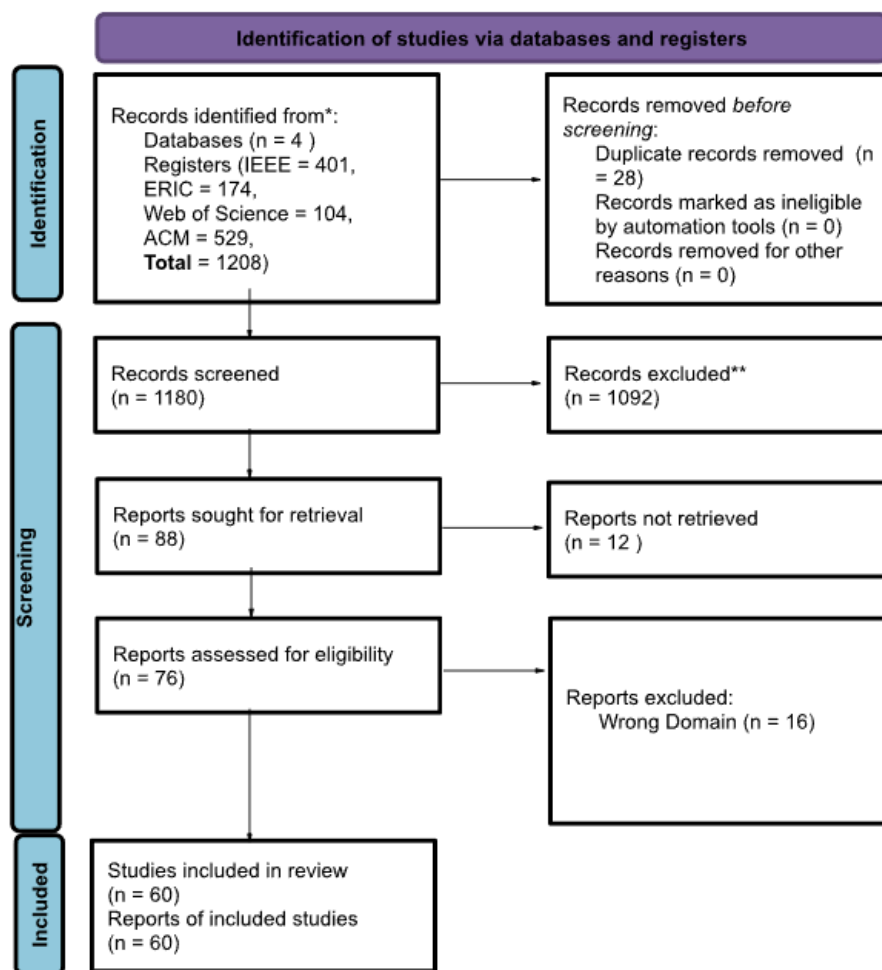 Identification of studies via databases and registers
Identification
Records identified from*:
Databases (n = 4 )
Registers (IEEE = 401,
ERIC = 174,
Web of Science = 104,
ACM = 529,
Total = 1208)
Records removed before
screening:
Duplicate records removed (n
= 28)
Records marked as ineligible
by automation tools (n = 0)
Records removed for other
reasons (n = 0)
Screening
Records screened
(n = 1180)
Records excluded**
(n = 1092)
Reports sought for retrieval
(n = 88)
Reports not retrieved
(n = 12 )
Reports assessed for eligibility
(n = 76)
Reports excluded:
Wrong Domain (n = 16)
Included
Studies included in review
(n = 60)
Reports of included studies
(n = 60)